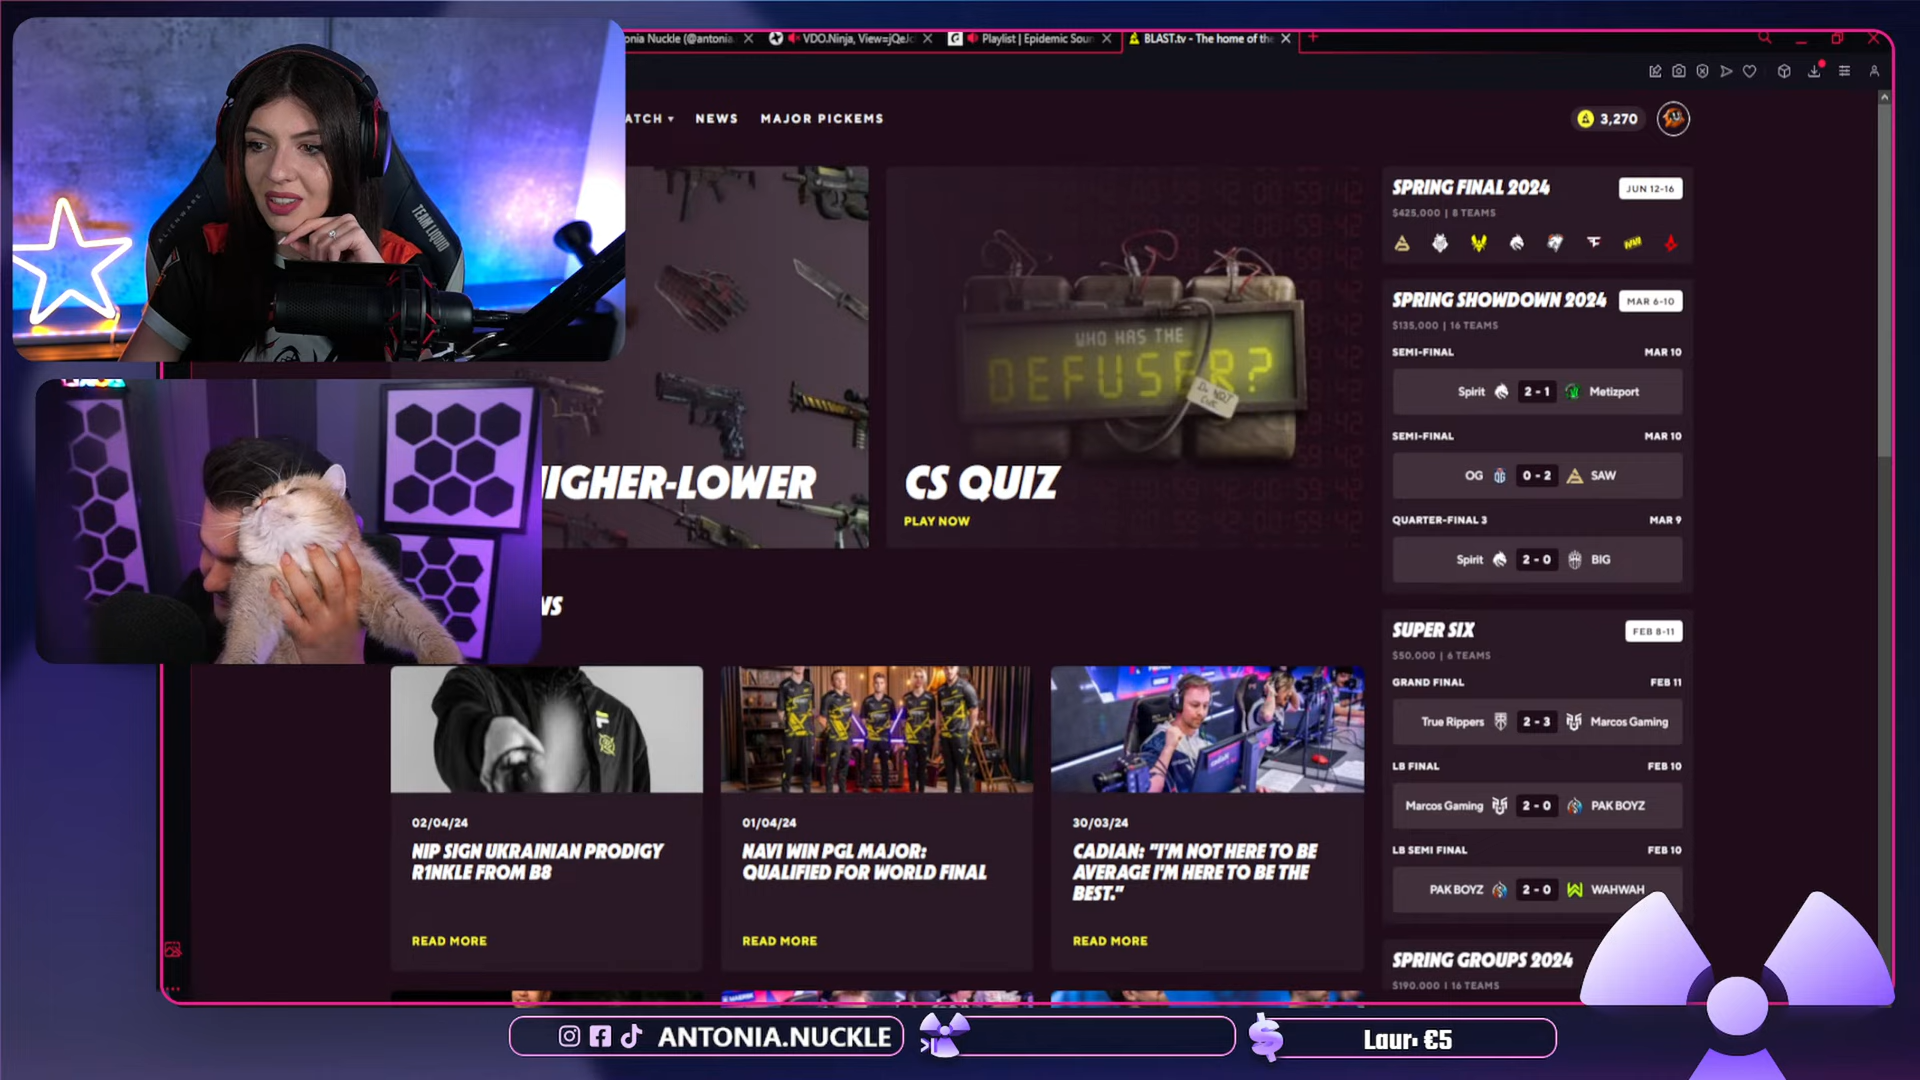 onia Nuckle (@antonia
VDO.Ninja, View=jQeJc
Playlist | Epidemic Soun
BLAST.tv - The home of the
ATCH
NEWS
MAJOR PICKEMS
3,270
ALIENWARE
TEAM LIQUID
IGHER-LOWER
WHO HAS THE
DEFUSER?
DO NOT
CS QUIZ
PLAY NOW
WS
02/04/24
NIP SIGN UKRAINIAN PRODIGY
R1NKLE FROM B8
READ MORE
01/04/24
NAVI WIN PGL MAJOR:
QUALIFIED FOR WORLD FINAL
READ MORE
30/03/24
CADIAN: "I'M NOT HERE TO BE
AVERAGE I'M HERE TO BE THE
BEST."
READ MORE
SPRING FINAL 2024
JUN 12-16
$425,000 | 8 TEAMS
SPRING SHOWDOWN 2024
MAR 6-10
$135,000 | 16 TEAMS
SEMI-FINAL
MAR 10
Spirit 2 - 1 Metizport
SEMI-FINAL
MAR 10
OG 0 - 2 SAW
QUARTER-FINAL 3
MAR 9
Spirit 2 - 0 BIG
SUPER SIX
FEB 8-11
$50,000 | 6 TEAMS
GRAND FINAL
FEB 11
True Rippers 2 - 3 Marcos Gaming
LB FINAL
FEB 10
Marcos Gaming 2 - 0 PAK BOYZ
LB SEMI FINAL
FEB 10
PAK BOYZ 2 - 0 WAHWAH
SPRING GROUPS 2024
$190,000 | 16 TEAMS
ANTONIA.NUCKLE
Laur: €5